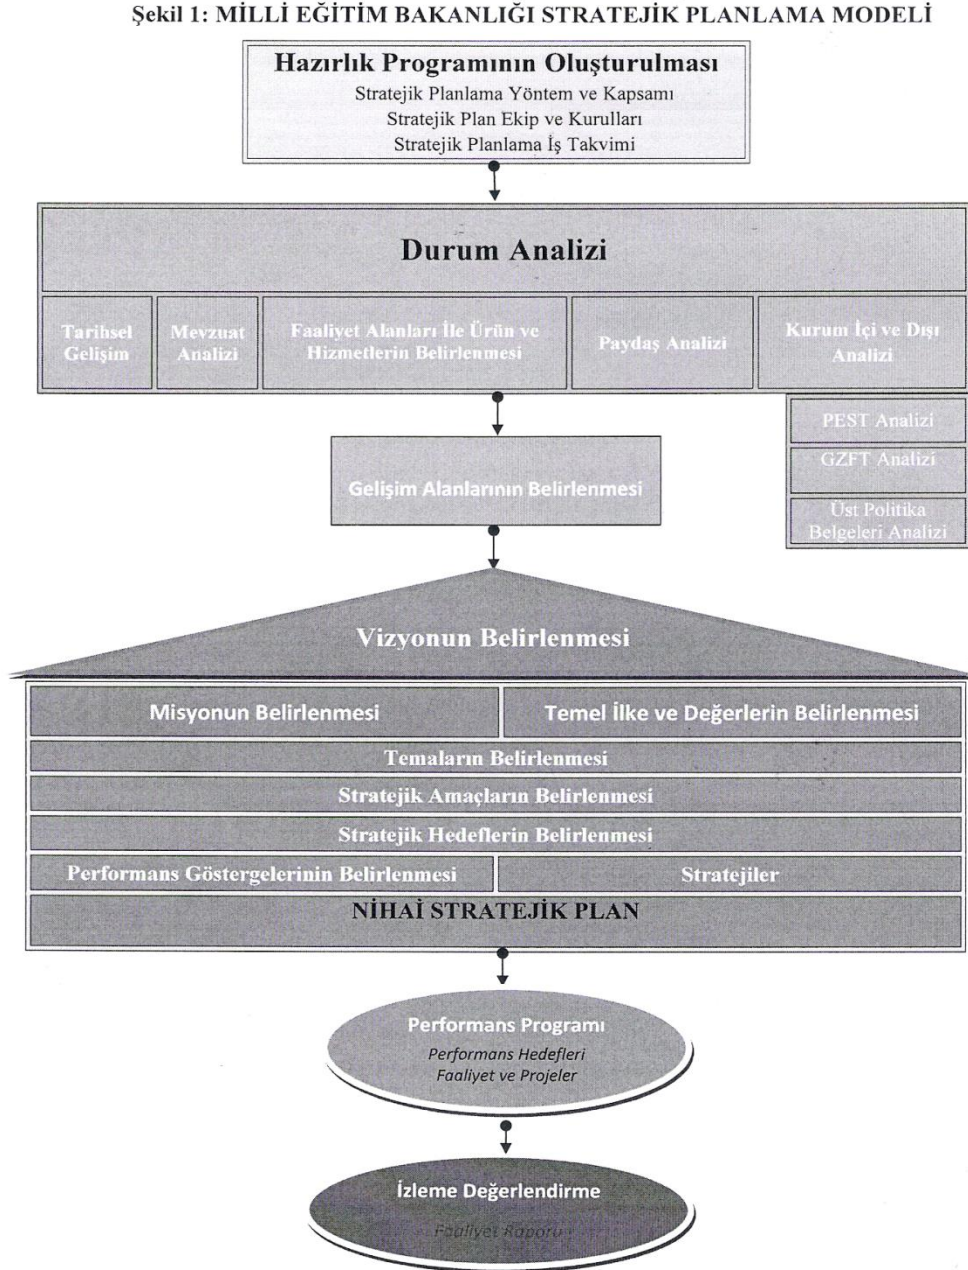 Şekil 1: MİLLİ EĞİTİM BAKANLIĞI STRATEJİK PLANLAMA MODELİ
Hazırlık Programının Oluşturulması
Stratejik Planlama Yöntem ve Kapsamı
Stratejik Plan Ekip ve Kurulları
Stratejik Planlama İş Takvimi
Durum Analizi
Tarihsel
Gelişim
Mevzuat
Analizi
Faaliyet Alanları İle Ürün ve
Hizmetlerin Belirlenmesi
Paydaş Analizi
Kurum İçi ve Dışı
Analizi
PEST Analizi
GZFT Analizi
Üst Politika
Belgeleri Analizi
Gelişim Alanlarının Belirlenmesi
Vizyonun Belirlenmesi
Misyonun Belirlenmesi
Temel İlke ve Değerlerin Belirlenmesi
Temaların Belirlenmesi
Stratejik Amaçların Belirlenmesi
Stratejik Hedeflerin Belirlenmesi
Performans Göstergelerinin Belirlenmesi
Stratejiler
NİHAİ STRATEJİK PLAN
Performans Programı
Performans Hedefleri
Faaliyet ve Projeler
İzleme Değerlendirme
Faaliyet Raporu